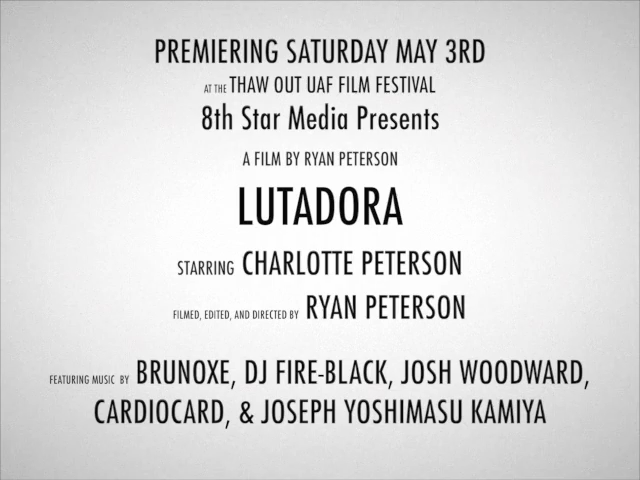 PREMIERING SATURDAY MAY 3RD
AT THE THAW OUT UAF FILM FESTIVAL
8th Star Media Presents
A FILM BY RYAN PETERSON
LUTADORA
STARRING CHARLOTTE PETERSON
FILMED, EDITED, AND DIRECTED BY RYAN PETERSON
FEATURING MUSIC BY BRUNOXE, DJ FIRE-BLACK, JOSH WOODWARD,
CARDIOCARD, & JOSEPH YOSHIMASU KAMIYA